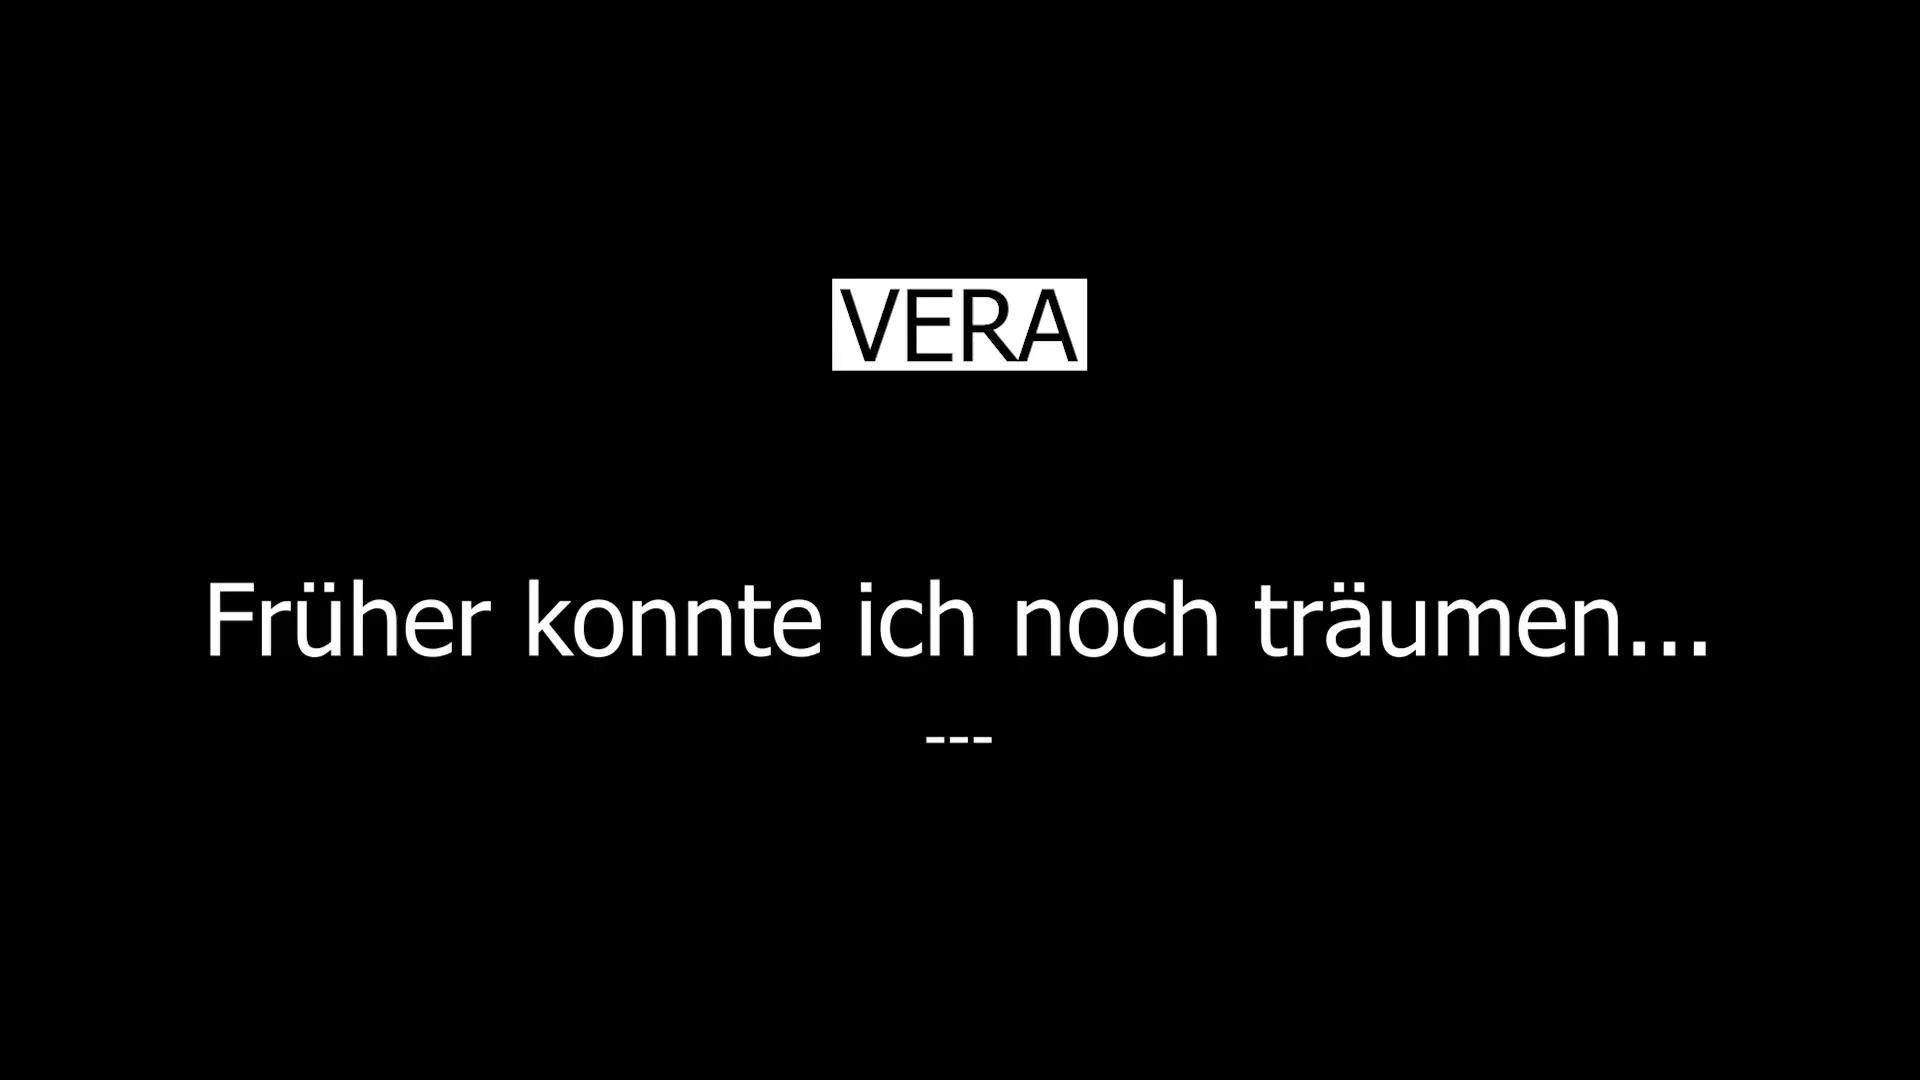 VERA
Früher konnte ich noch träumen...
---